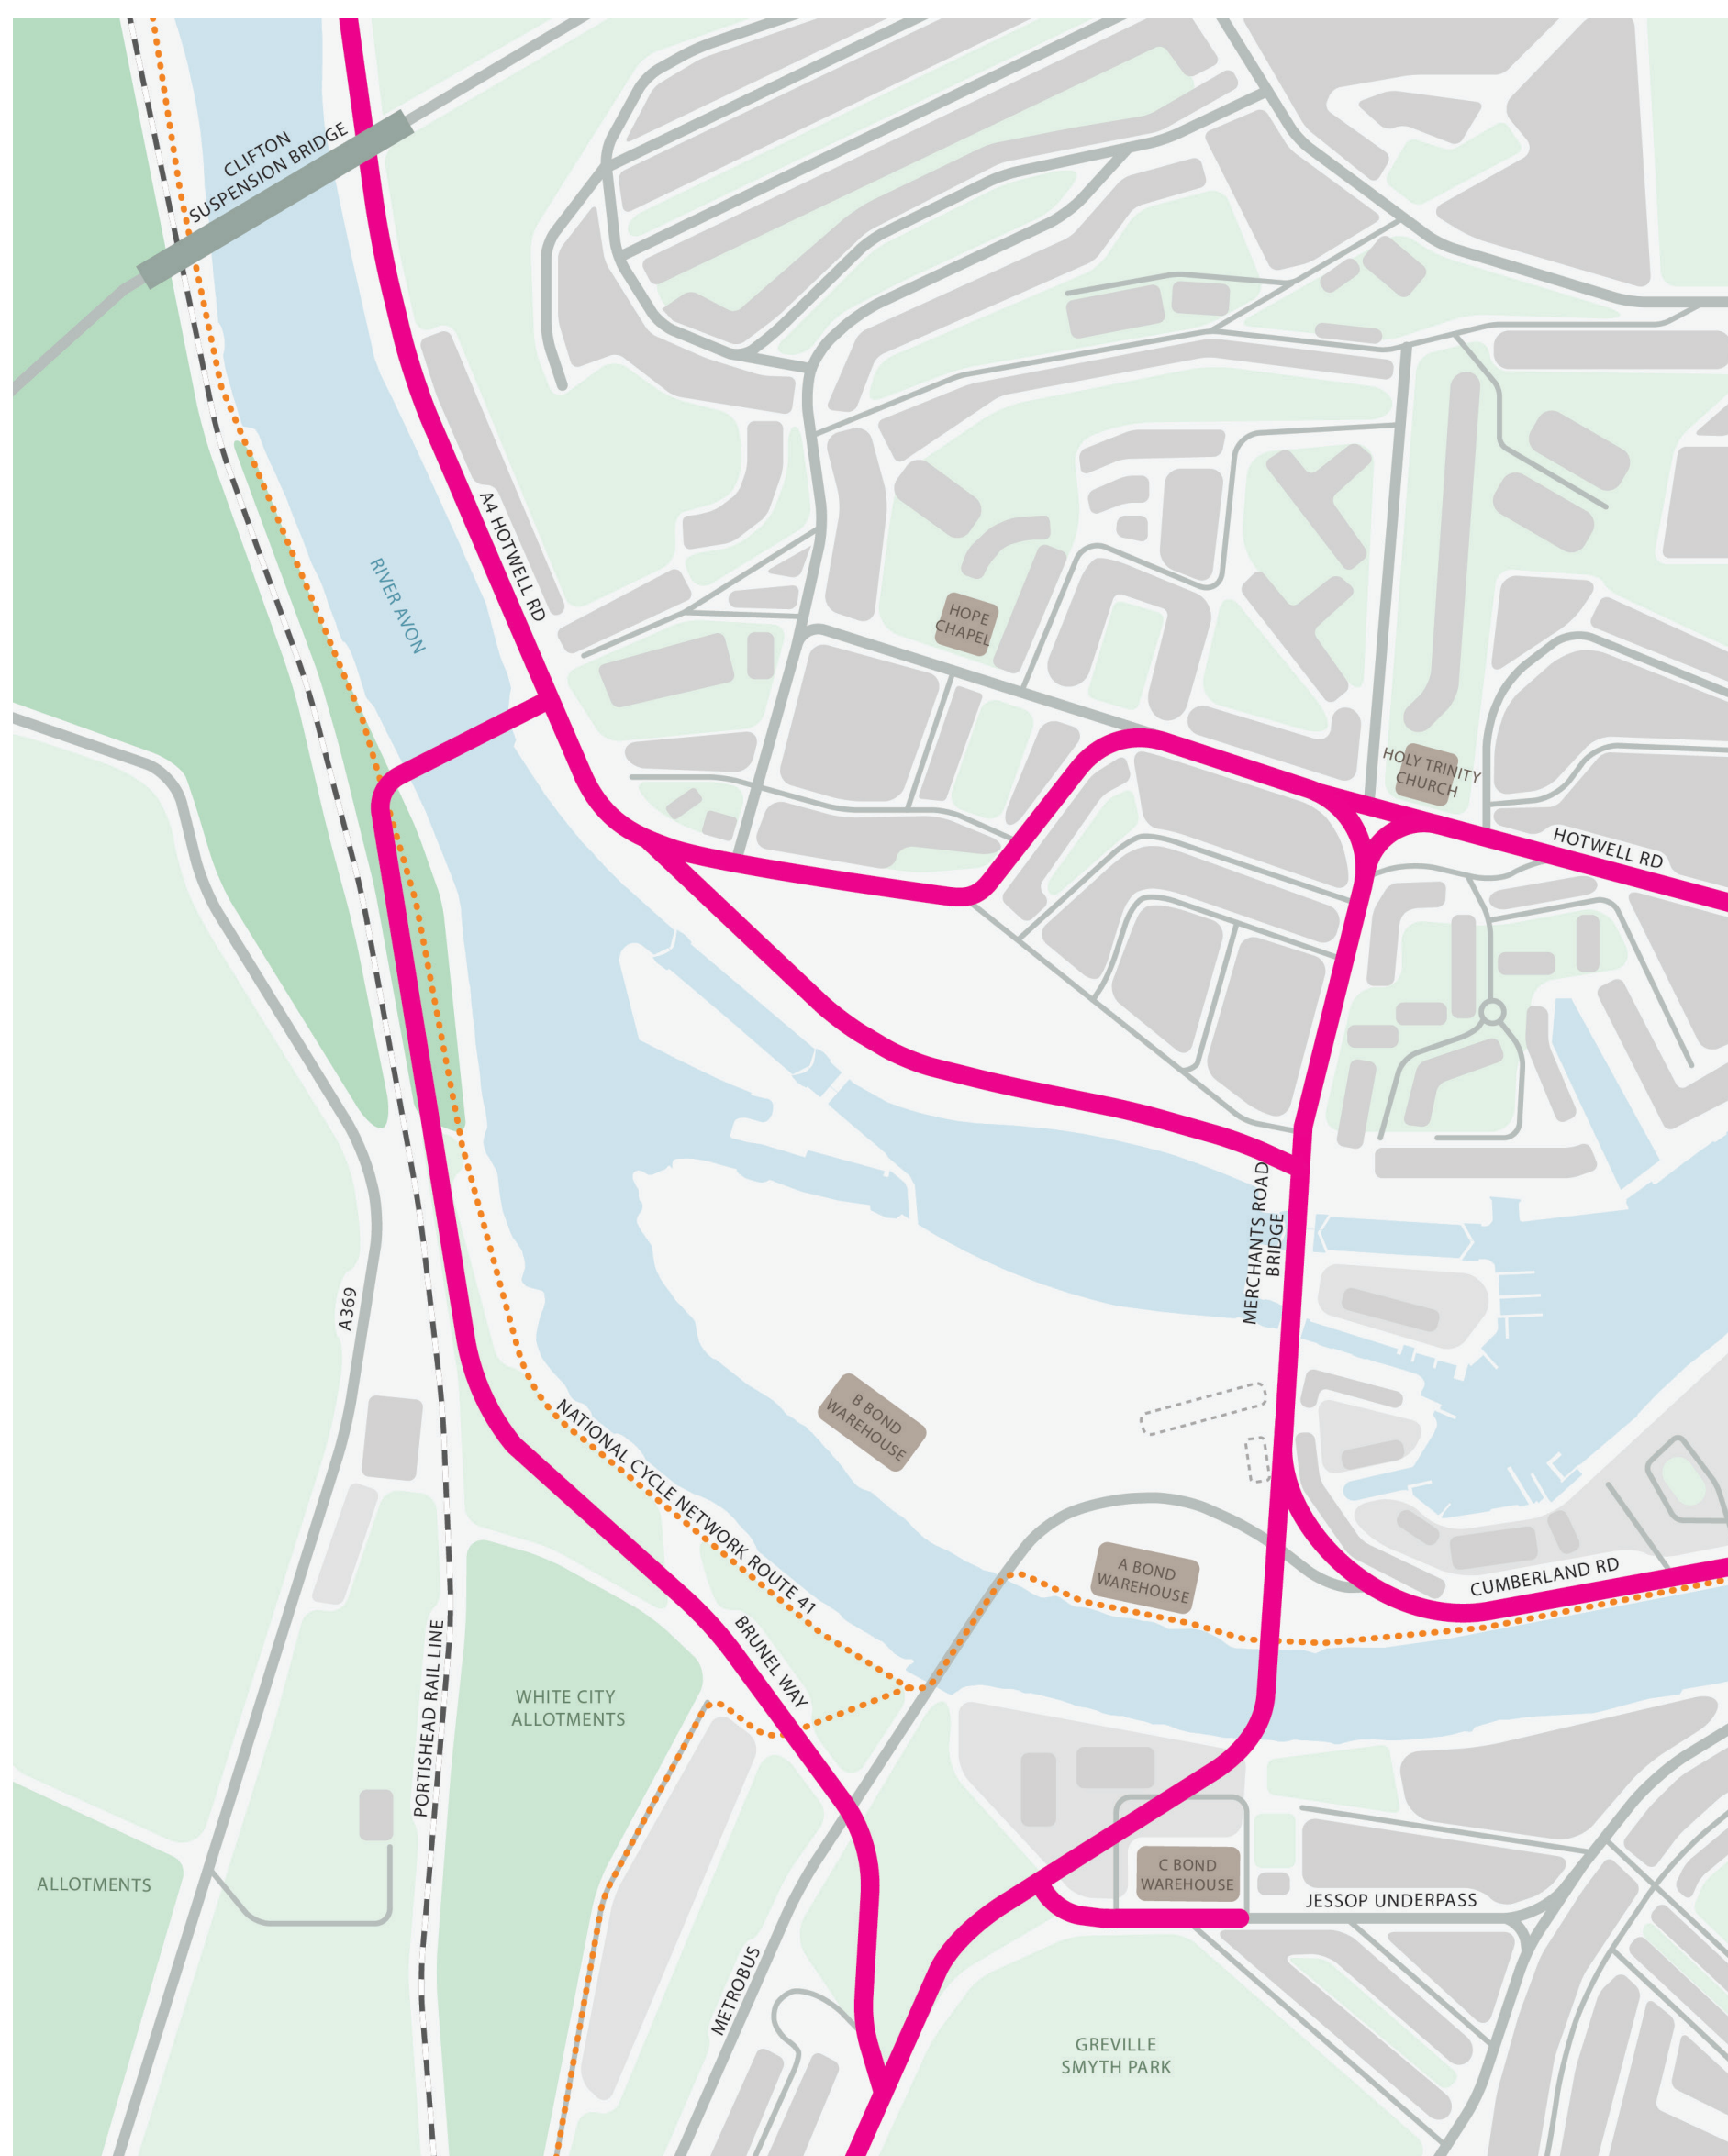 CLIFTON
SUSPENSION BRIDGE
A4 HOTWELL RD
RIVER AVON
HOPE
CHAPEL
HOLY TRINITY
CHURCH
HOTWELL RD
MERCHANTS ROAD
BRIDGE
A369
B BOND
WAREHOUSE
NATIONAL CYCLE NETWORK ROUTE 41
A BOND
WAREHOUSE
CUMBERLAND RD
BRUNEL WAY
PORTISHEAD RAIL LINE
WHITE CITY
ALLOTMENTS
ALLOTMENTS
C BOND
WAREHOUSE
JESSOP UNDERPASS
METROBUS
GREVILLE
SMYTH PARK